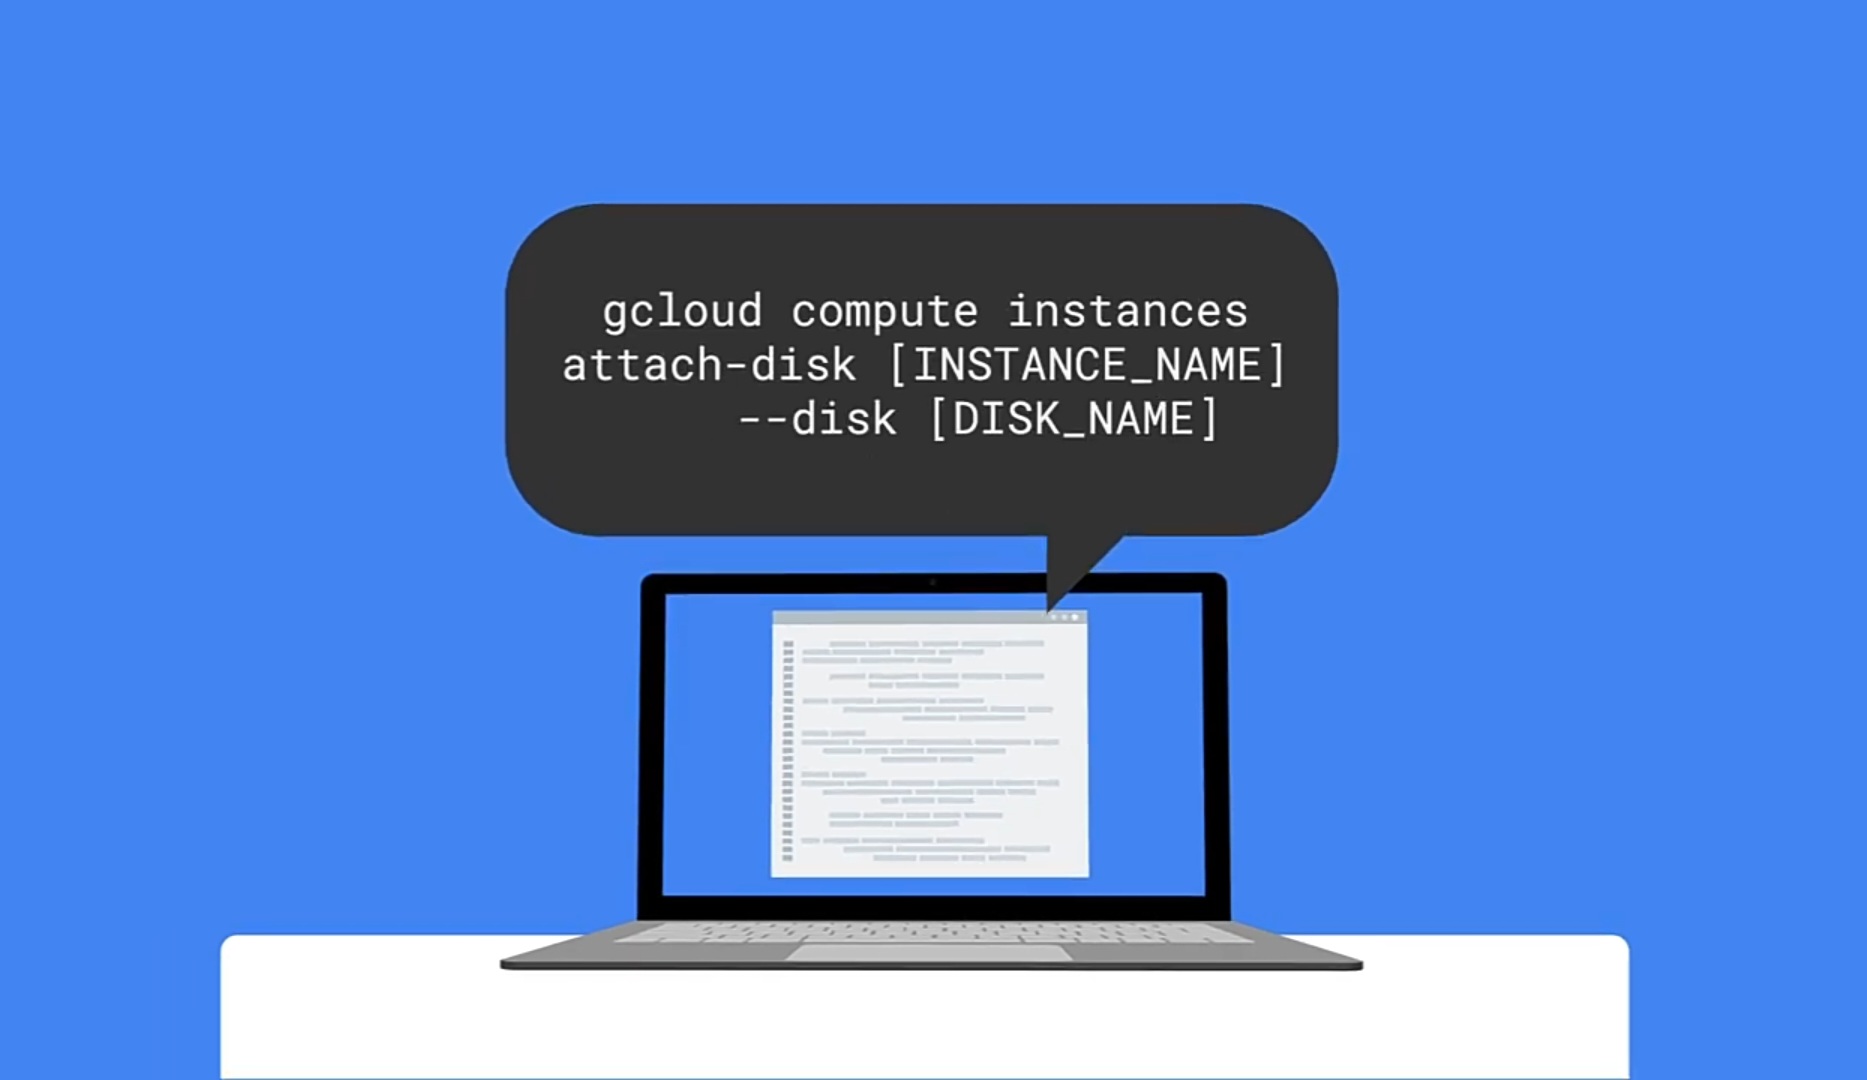 gcloud compute instances
attach-disk [INSTANCE_NAME]
--disk [DISK_NAME]